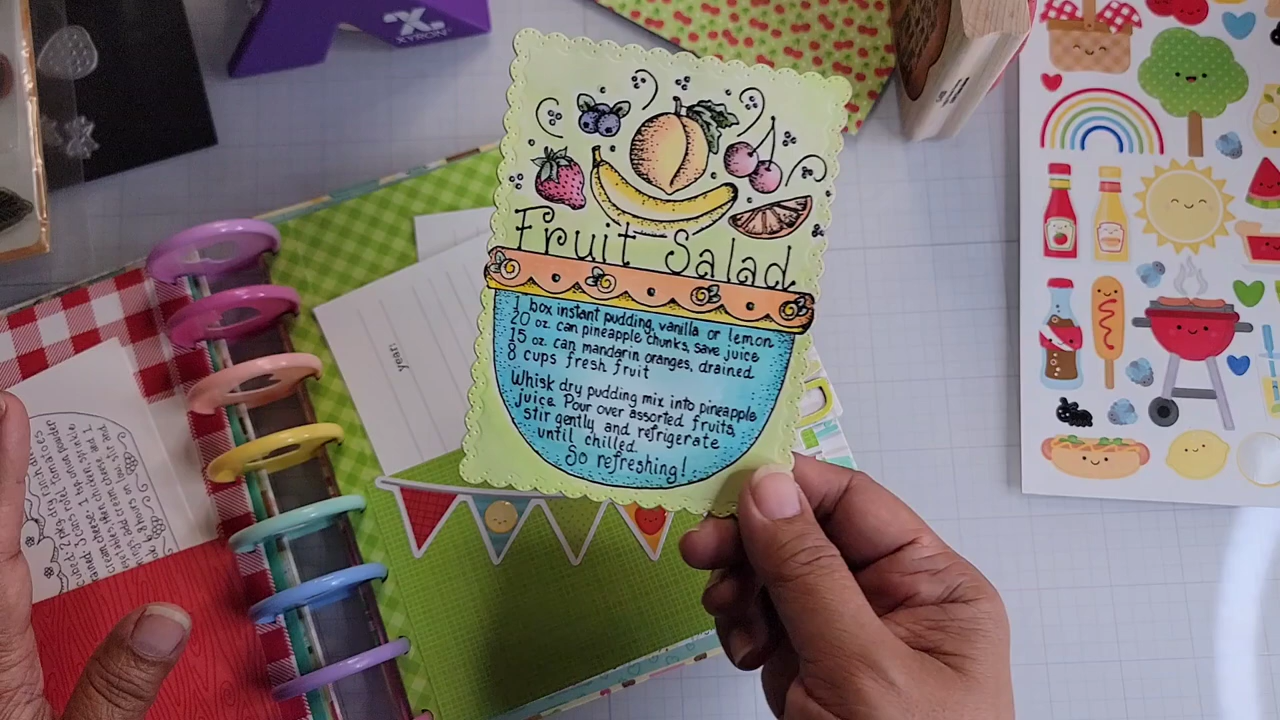 XYRON
Fruit Salad
1 box instant pudding, vanilla or lemon
20 oz. can pineapple chunks, save juice
15 oz. can mandarin oranges, drained
8 cups fresh fruit
Whisk dry pudding mix into pineapple
juice. Pour over assorted fruits,
stir gently and refrigerate
until chilled.
So refreshing!
year: